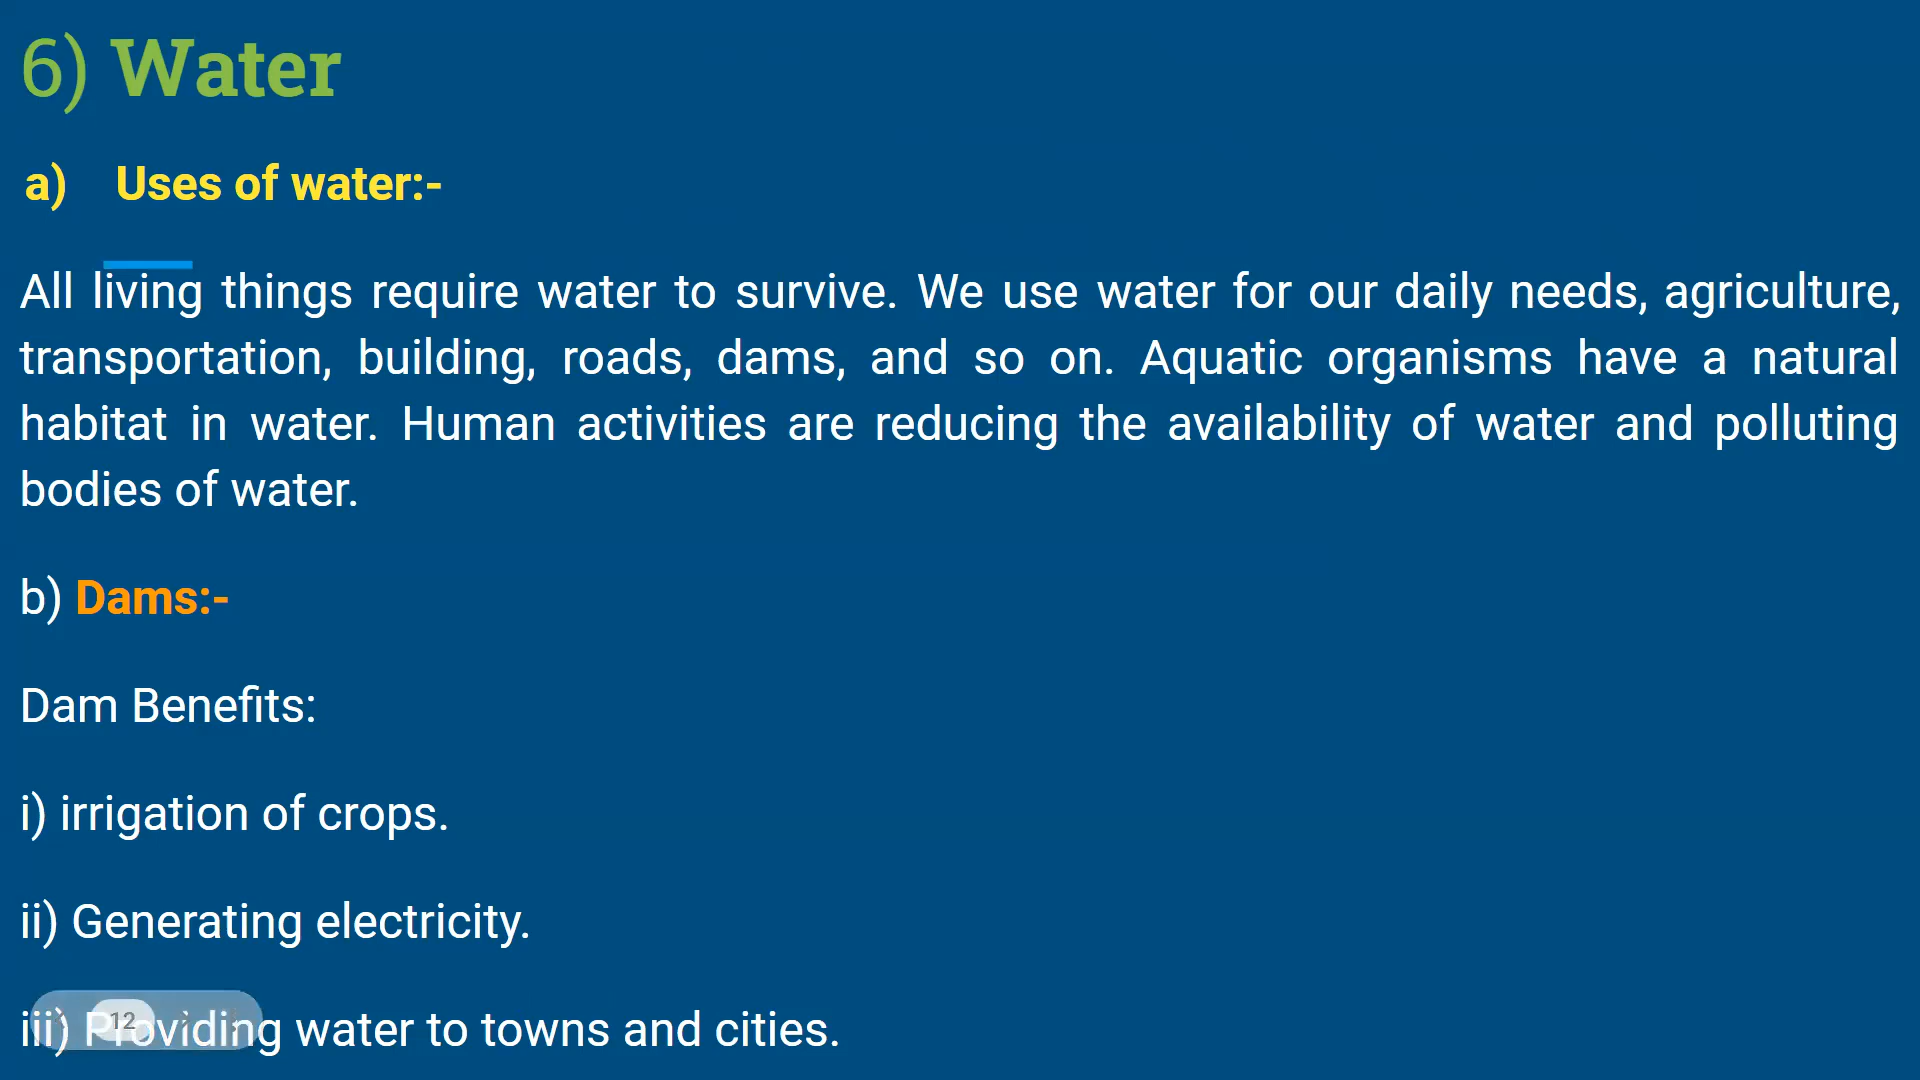 6) Water
a) Uses of water:-
All living things require water to survive. We use water for our daily needs, agriculture,
transportation, building, roads, dams, and so on. Aquatic organisms have a natural
habitat in water. Human activities are reducing the availability of water and polluting
bodies of water.
b) Dams:-
Dam Benefits:
i) irrigation of crops.
ii) Generating electricity.
iii) Providing water to towns and cities.
12